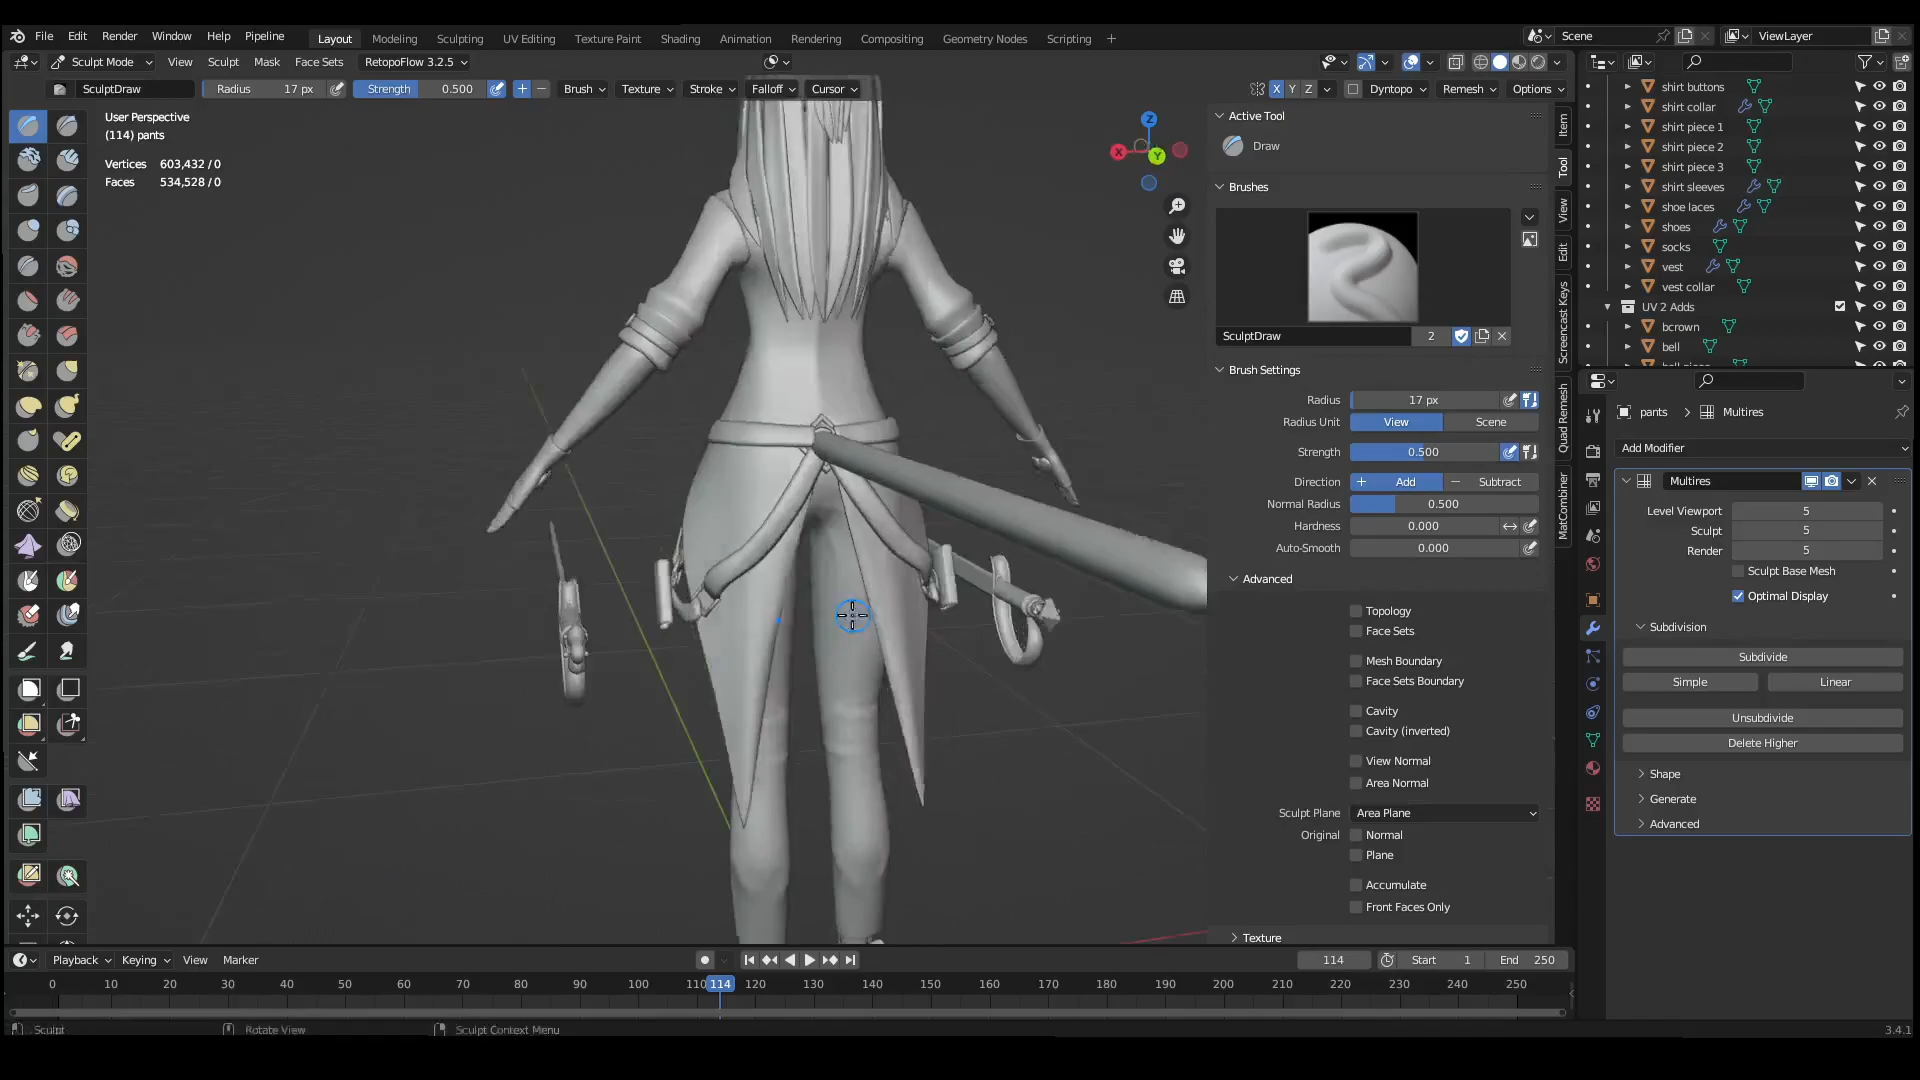 File Edit Render Window Help Pipeline Layout Modeling Sculpting UV Editing Texture Paint Shading Animation Rendering Compositing Geometry Nodes Scripting + Scene ViewLayer
Sculpt Mode View Sculpt Mask Face Sets RetopoFlow 3.2.5
SculptDraw Radius 17 px Strength 0.500 + − Brush Texture Stroke Falloff Cursor X Y Z Dyntopo Remesh Options
User Perspective
(114) pants
Vertices 603,432 / 0
Faces 534,528 / 0
Z
X
Y
Active Tool
Draw
Brushes
SculptDraw 2
Brush Settings
Radius 17 px
Radius Unit View Scene
Strength 0.500
Direction + Add − Subtract
Normal Radius 0.500
Hardness 0.000
Auto-Smooth 0.000
Advanced
Topology
Face Sets
Mesh Boundary
Face Sets Boundary
Cavity
Cavity (inverted)
View Normal
Area Normal
Sculpt Plane Area Plane
Original Normal
Plane
Accumulate
Front Faces Only
Texture
Item
Tool
View
Edit
Screencast Keys
Quad Remesh
MatCombiner
shirt buttons
shirt collar
shirt piece 1
shirt piece 2
shirt piece 3
shirt sleeves
shoe laces
shoes
socks
vest
vest collar
UV 2 Adds
bcrown
bell
pants > Multires
Add Modifier
Multires
Level Viewport 5
Sculpt 5
Render 5
Sculpt Base Mesh
Optimal Display
Subdivision
Subdivide
Simple Linear
Unsubdivide
Delete Higher
Shape
Generate
Advanced
Playback Keying View Marker 114 Start 1 End 250
0 10 20 30 40 50 60 70 80 90 100 110 114 120 130 140 150 160 170 180 190 200 210 220 230 240 250
Sculpt Rotate View Sculpt Context Menu 3.4.1